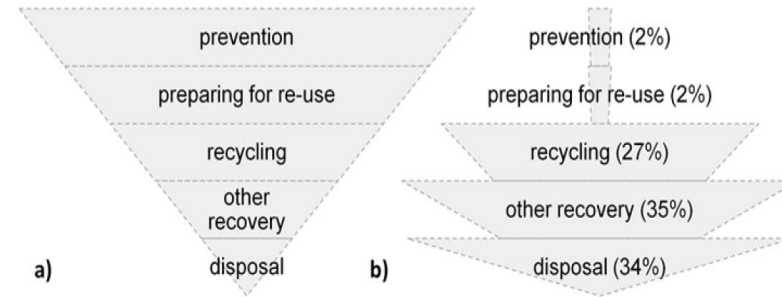 prevention
preparing for re-use
recycling
other
recovery
disposal
a)
prevention (2%)
preparing for re-use (2%)
recycling (27%)
other recovery (35%)
disposal (34%)
b)